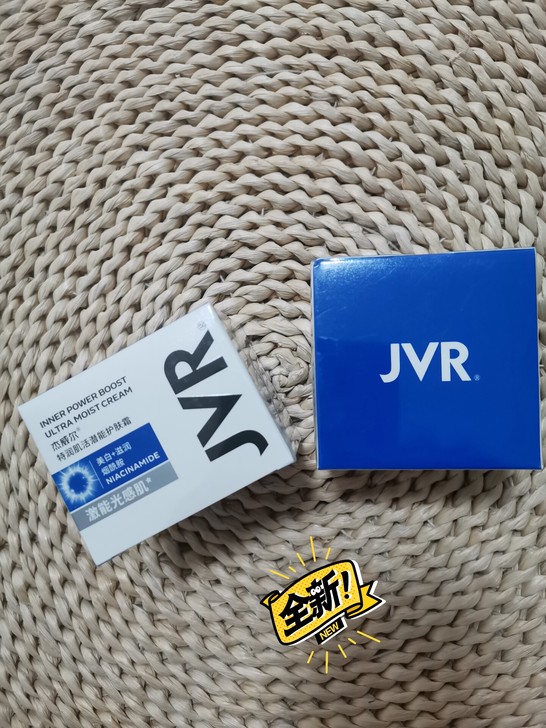 INNER POWER BOOST
ULTRA MOIST CREAM
杰威尔®
特润肌活潜能护肤霜
美白+滋润
烟酰胺
NIACINAMIDE
激能光感肌*
JVR®
JVR®
全新!
NEW